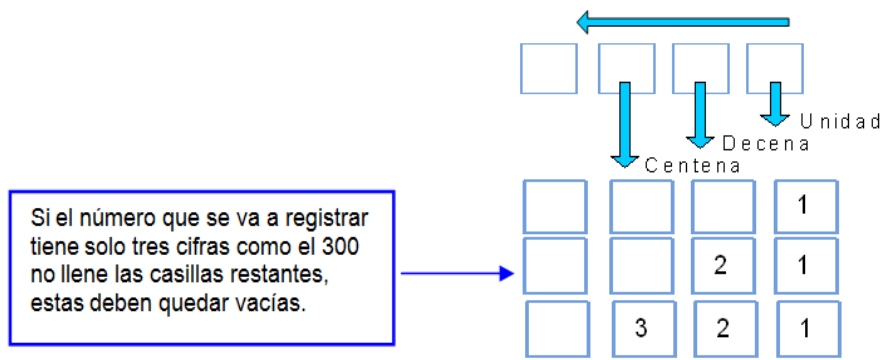 Unidad
Decena
Centena
Si el número que se va a registrar
tiene solo tres cifras como el 300
no llene las casillas restantes,
estas deben quedar vacías.
1
2 1
3 2 1